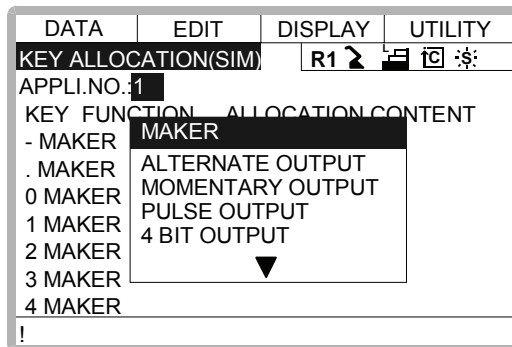 DATA EDIT DISPLAY UTILITY
KEY ALLOCATION(SIM) R1 C S
APPLI.NO.:1
KEY FUNCTION ALLOCATION CONTENT
- MAKER
. MAKER
0 MAKER
1 MAKER
2 MAKER
3 MAKER
4 MAKER
MAKER
ALTERNATE OUTPUT
MOMENTARY OUTPUT
PULSE OUTPUT
4 BIT OUTPUT
!